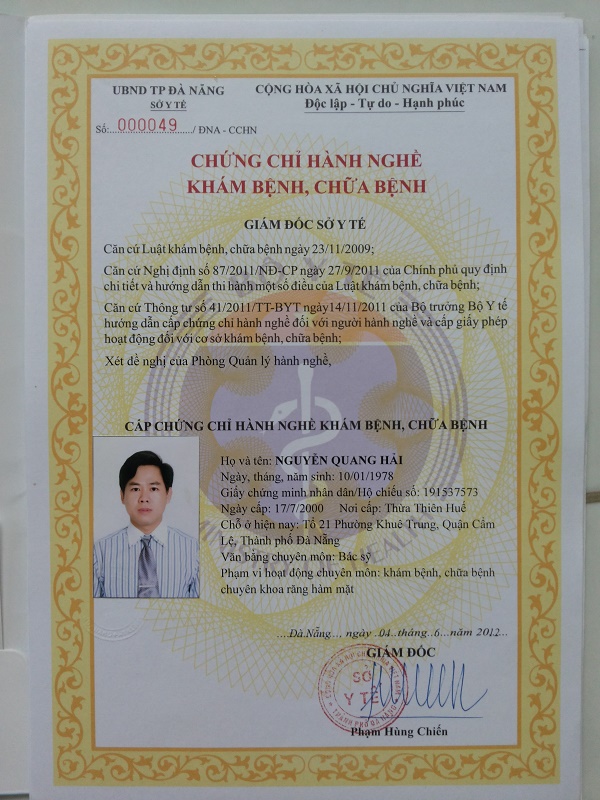 UBND TP ĐÀ NẴNG
SỞ Y TẾ
CỘNG HÒA XÃ HỘI CHỦ NGHĨA VIỆT NAM
Độc lập - Tự do - Hạnh phúc
Số:...000049.../ ĐNA - CCHN
CHỨNG CHỈ HÀNH NGHỀ
KHÁM BỆNH, CHỮA BỆNH
GIÁM ĐỐC SỞ Y TẾ
Căn cứ Luật khám bệnh, chữa bệnh ngày 23/11/2009;
Căn cứ Nghị định số 87/2011/NĐ-CP ngày 27/9/2011 của Chính phủ quy định
chi tiết và hướng dẫn thi hành một số điều của Luật khám bệnh, chữa bệnh;
Căn cứ Thông tư số 41/2011/TT-BYT ngày14/11/2011 của Bộ trưởng Bộ Y tế
hướng dẫn cấp chứng chỉ hành nghề đối với người hành nghề và cấp giấy phép
hoạt động đối với cơ sở khám bệnh, chữa bệnh;
Xét đề nghị của Phòng Quản lý hành nghề,
CẤP CHỨNG CHỈ HÀNH NGHỀ KHÁM BỆNH, CHỮA BỆNH
Họ và tên: NGUYỄN QUANG HẢI
Ngày, tháng, năm sinh: 10/01/1978
Giấy chứng minh nhân dân/Hộ chiếu số: 191537573
Ngày cấp: 17/7/2000 Nơi cấp: Thừa Thiên Huế
Chỗ ở hiện nay: Tổ 21 Phường Khuê Trung, Quận Cẩm
Lệ, Thành phố Đà Nẵng
Văn bằng chuyên môn: Bác sỹ
Phạm vi hoạt động chuyên môn: khám bệnh, chữa bệnh
chuyên khoa răng hàm mặt
....Đà Nẵng..., ngày .04..tháng..6...năm 2012...
GIÁM ĐỐC
SỞ
Y TẾ
THÀNH PHỐ ĐÀ NẴNG
Phạm Hùng Chiến